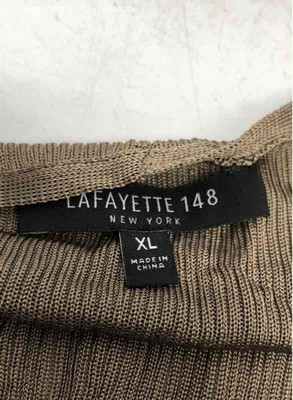 LAFAYETTE 148
NEW YORK
XL
MADE IN
CHINA